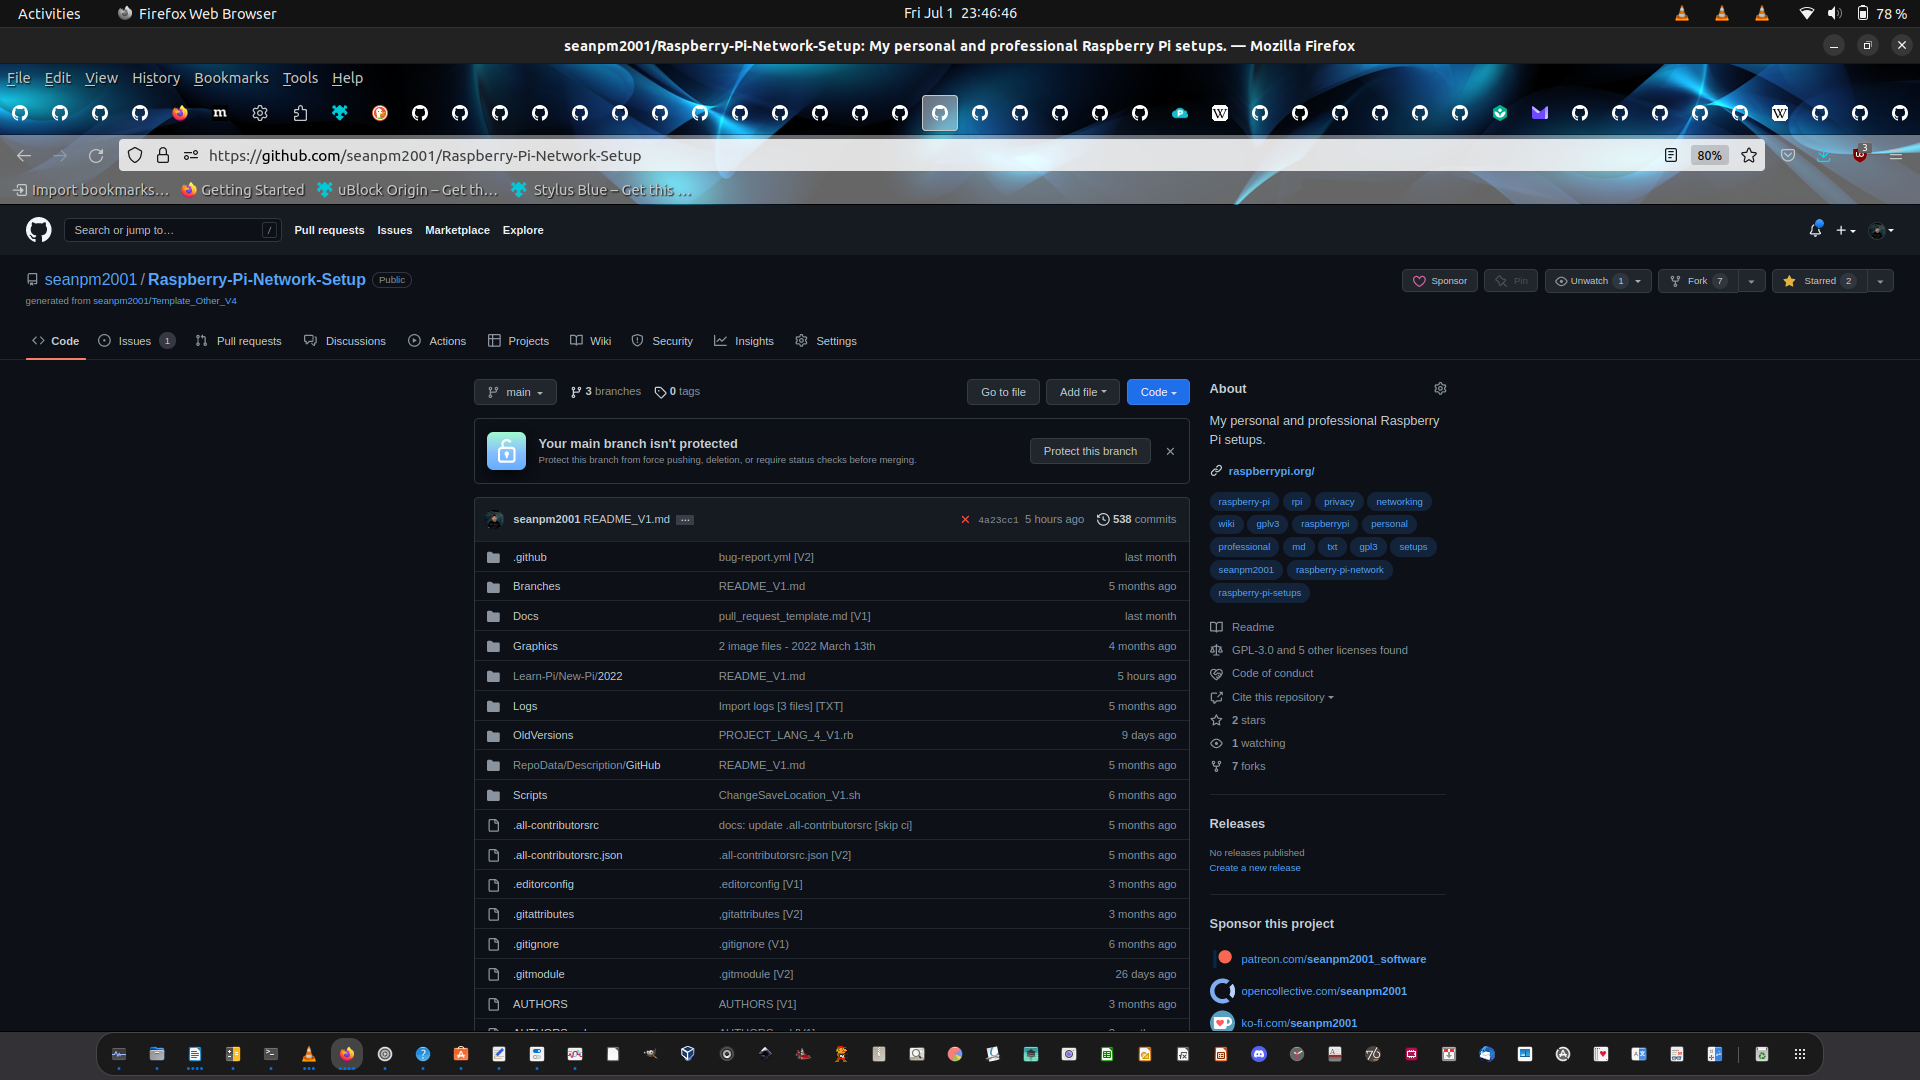 Activities
Firefox Web Browser
Fri Jul 1 23:46:46
78 %
seanpm2001/Raspberry-Pi-Network-Setup: My personal and professional Raspberry Pi setups. — Mozilla Firefox
File Edit View History Bookmarks Tools Help
https://github.com/seanpm2001/Raspberry-Pi-Network-Setup
80%
3
Import bookmarks...
Getting Started
uBlock Origin – Get th...
Stylus Blue – Get this ...
Search or jump to...
/
Pull requests Issues Marketplace Explore
seanpm2001 / Raspberry-Pi-Network-Setup Public
generated from seanpm2001/Template_Other_V4
Sponsor
Pin
Unwatch 1
Fork 7
Starred 2
Code
Issues 1
Pull requests
Discussions
Actions
Projects
Wiki
Security
Insights
Settings
main
3 branches
0 tags
Go to file
Add file
Code
Your main branch isn't protected
Protect this branch from force pushing, deletion, or require status checks before merging.
Protect this branch
seanpm2001 README_V1.md ...
4a23cc1 5 hours ago
538 commits
.github bug-report.yml [V2] last month
Branches README_V1.md 5 months ago
Docs pull_request_template.md [V1] last month
Graphics 2 image files - 2022 March 13th 4 months ago
Learn-Pi/New-Pi/2022 README_V1.md 5 hours ago
Logs Import logs [3 files] [TXT] 5 months ago
OldVersions PROJECT_LANG_4_V1.rb 9 days ago
RepoData/Description/GitHub README_V1.md 5 months ago
Scripts ChangeSaveLocation_V1.sh 6 months ago
.all-contributorsrc docs: update .all-contributorsrc [skip ci] 5 months ago
.all-contributorsrc.json .all-contributorsrc.json [V2] 5 months ago
.editorconfig .editorconfig [V1] 3 months ago
.gitattributes ,gitattributes [V2] 3 months ago
.gitignore .gitignore (V1) 6 months ago
.gitmodule .gitmodule [V2] 26 days ago
AUTHORS AUTHORS [V1] 3 months ago
About
My personal and professional Raspberry
Pi setups.
raspberrypi.org/
raspberry-pi rpi privacy networking
wiki gplv3 raspberrypi personal
professional md txt gpl3 setups
seanpm2001 raspberry-pi-network
raspberry-pi-setups
Readme
GPL-3.0 and 5 other licenses found
Code of conduct
Cite this repository
2 stars
1 watching
7 forks
Releases
No releases published
Create a new release
Sponsor this project
patreon.com/seanpm2001_software
opencollective.com/seanpm2001
ko-fi.com/seanpm2001